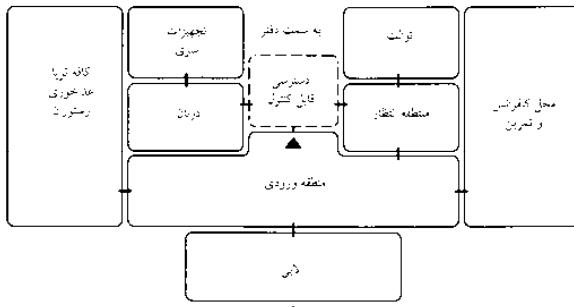 به سمت دفتر
توالت
تجهیزات
سری
کافه تریا
غذاخوری
رستوران
دسترسی
قابل کنترل
دربان
منطقه انتظار
محل کنفرانس
و تمرین
منطقه ورودی
لابی